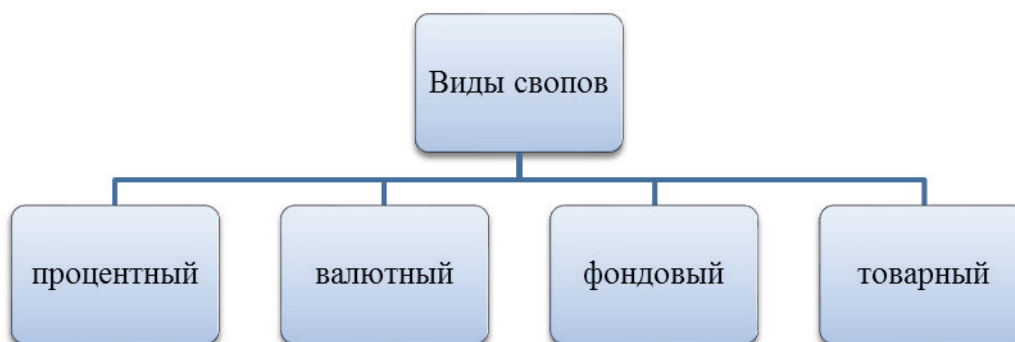 Виды свопов
процентный
валютный
фондовый
товарный